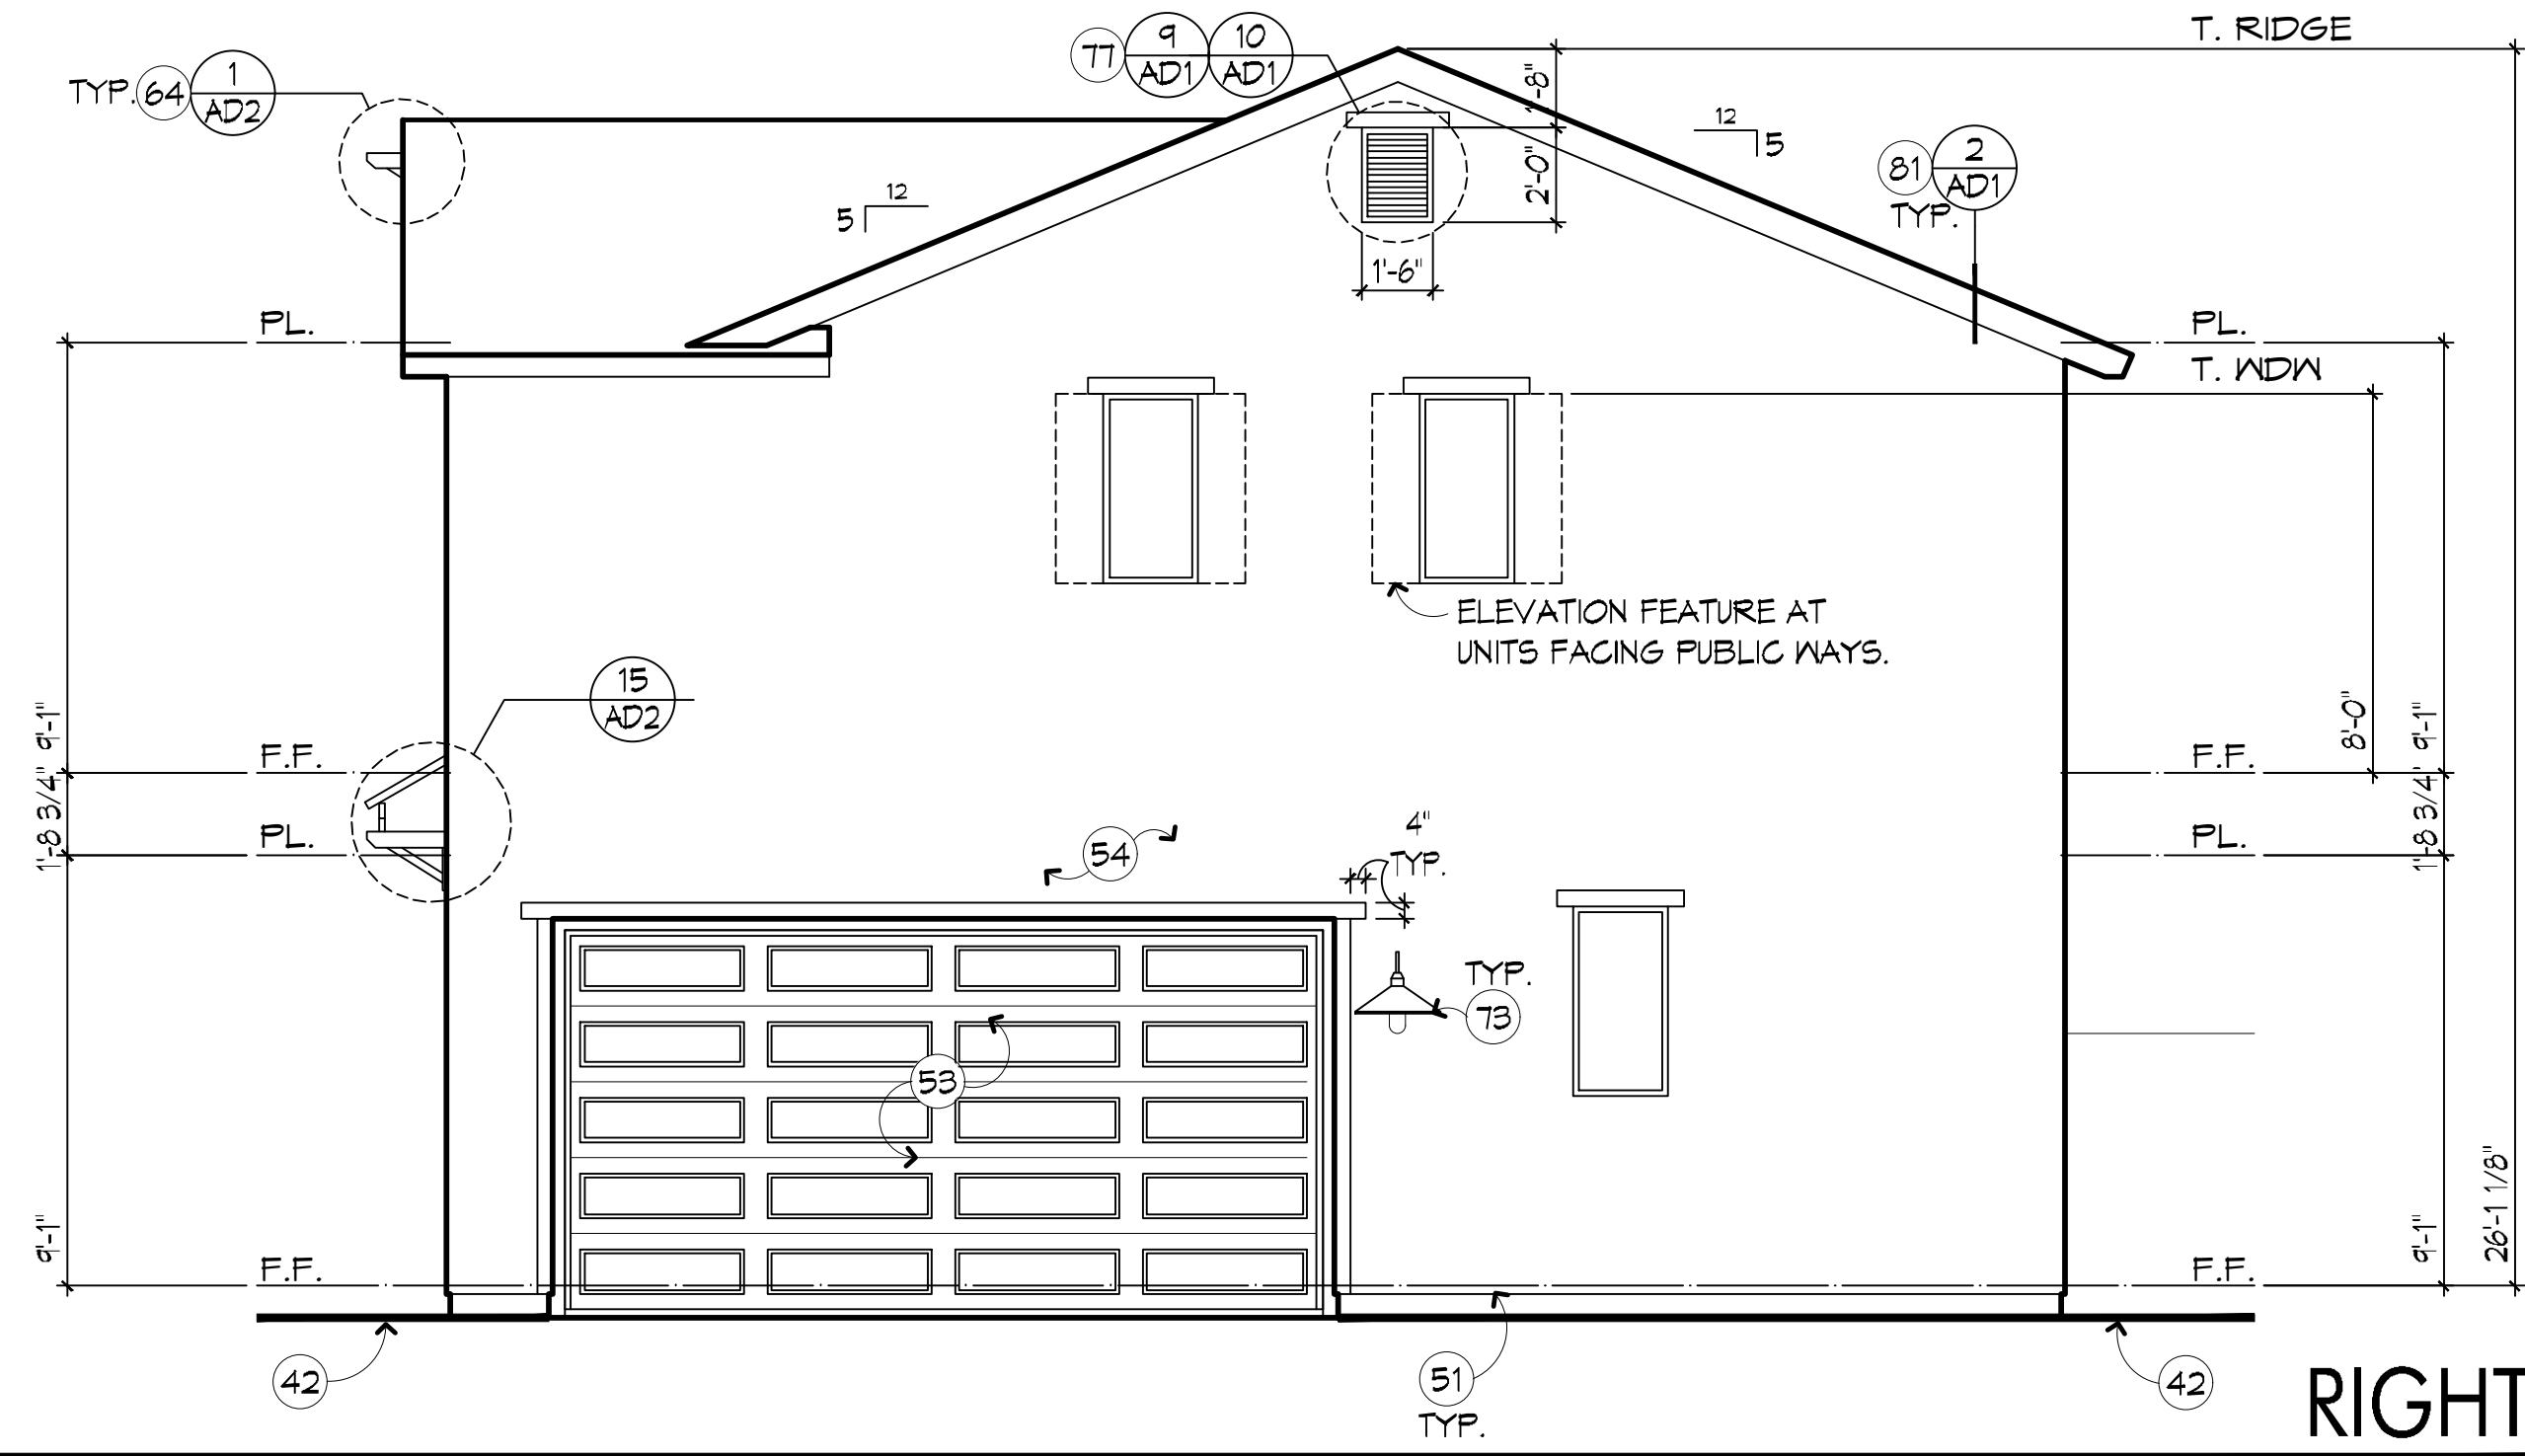 T. RIDGE
9
AD1
10
AD1
77
TYP. 64
1
AD2
1'-8"
12
5
2'-0"
81
2
AD1
TYP.
12
5
1'-6"
PL.
PL.
T. WDW
ELEVATION FEATURE AT
UNITS FACING PUBLIC WAYS.
15
AD2
9'-1"
8'-0"
9'-1"
F.F.
F.F.
1'-8 3/4"
1'-8 3/4"
PL.
PL.
54
4"
TYP.
TYP.
73
53
9'-1"
9'-1"
26'-1 1/8"
F.F.
F.F.
42
51
TYP.
42
RIGHT